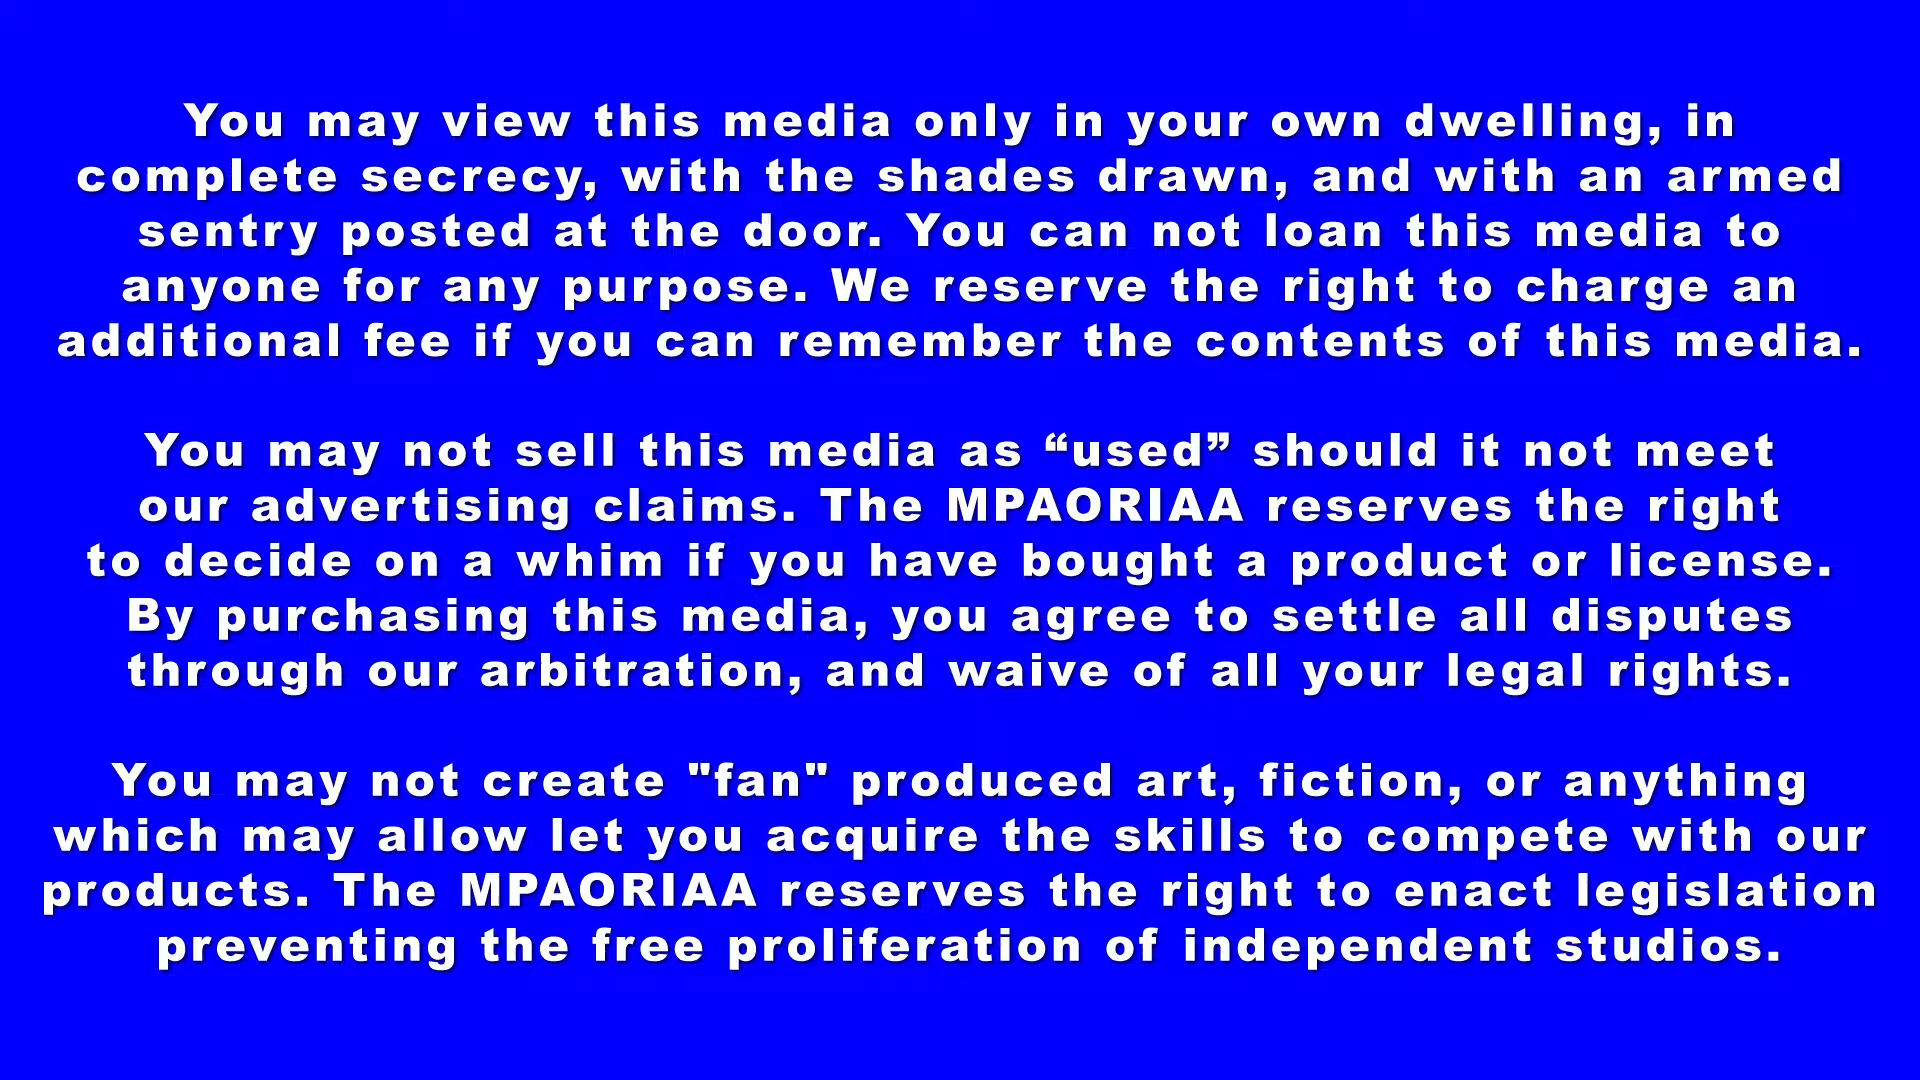 You may view this media only in your own dwelling, in
complete secrecy, with the shades drawn, and with an armed
sentry posted at the door. You can not loan this media to
anyone for any purpose. We reserve the right to charge an
additional fee if you can remember the contents of this media.
You may not sell this media as “used” should it not meet
our advertising claims. The MPAORIAA reserves the right
to decide on a whim if you have bought a product or license.
By purchasing this media, you agree to settle all disputes
through our arbitration, and waive of all your legal rights.
You may not create "fan" produced art, fiction, or anything
which may allow let you acquire the skills to compete with our
products. The MPAORIAA reserves the right to enact legislation
preventing the free proliferation of independent studios.